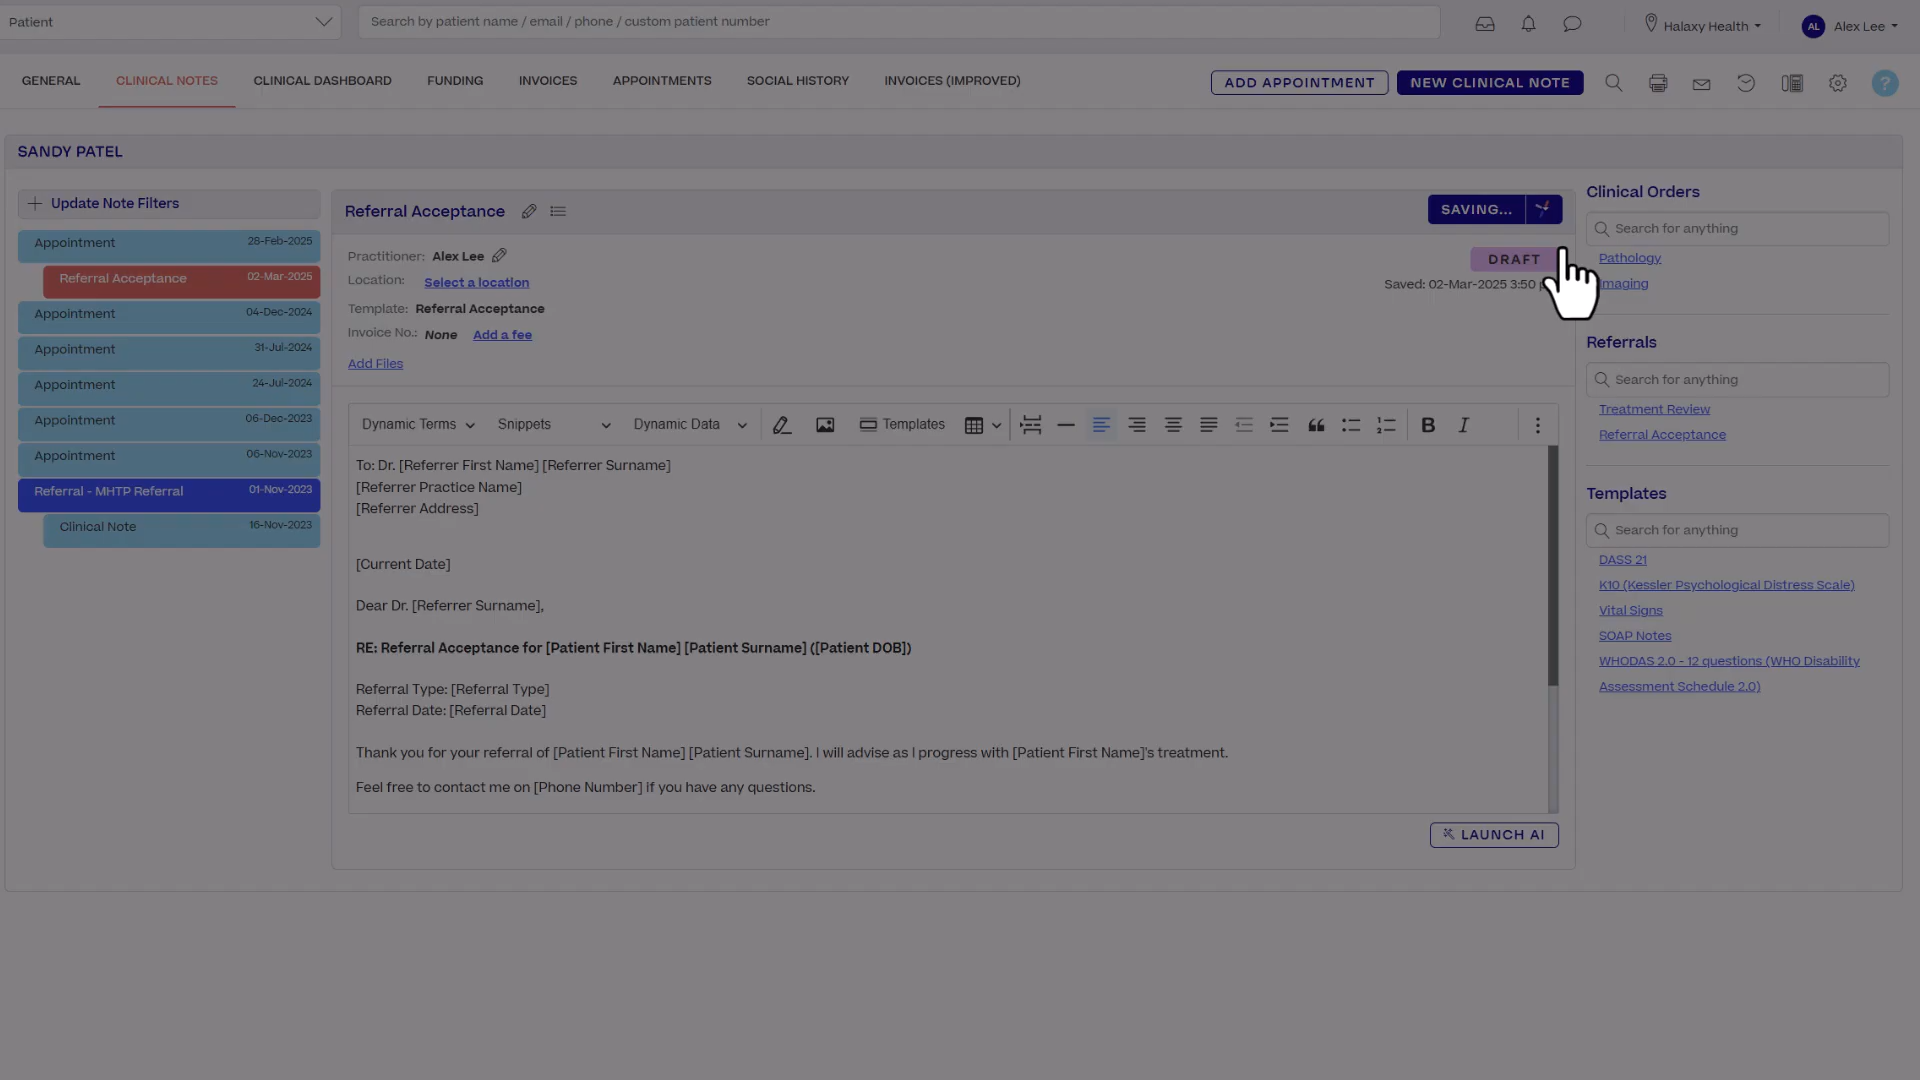 Patient
Search by patient name / email / phone / custom patient number
Halaxy Health
AL
Alex Lee
GENERAL
CLINICAL NOTES
CLINICAL DASHBOARD
FUNDING
INVOICES
APPOINTMENTS
SOCIAL HISTORY
INVOICES (IMPROVED)
ADD APPOINTMENT
NEW CLINICAL NOTE
?
SANDY PATEL
Update Note Filters
Appointment 28-Feb-2025
Referral Acceptance 02-Mar-2025
Appointment 04-Dec-2024
Appointment 31-Jul-2024
Appointment 24-Jul-2024
Appointment 06-Dec-2023
Appointment 06-Nov-2023
Referral - MHTP Referral 01-Nov-2023
Clinical Note 16-Nov-2023
Referral Acceptance
SAVING...
Practitioner: Alex Lee
DRAFT
Location: Select a location
Saved: 02-Mar-2025 3:50
Template: Referral Acceptance
Invoice No.: None Add a fee
Add Files
Dynamic Terms
Snippets
Dynamic Data
Templates
B
I
To: Dr. [Referrer First Name] [Referrer Surname]
[Referrer Practice Name]
[Referrer Address]
[Current Date]
Dear Dr. [Referrer Surname],
RE: Referral Acceptance for [Patient First Name] [Patient Surname] ([Patient DOB])
Referral Type: [Referral Type]
Referral Date: [Referral Date]
Thank you for your referral of [Patient First Name] [Patient Surname]. I will advise as I progress with [Patient First Name]'s treatment.
Feel free to contact me on [Phone Number] if you have any questions.
LAUNCH AI
Clinical Orders
Search for anything
Pathology
Imaging
Referrals
Search for anything
Treatment Review
Referral Acceptance
Templates
Search for anything
DASS 21
K10 (Kessler Psychological Distress Scale)
Vital Signs
SOAP Notes
WHODAS 2.0 - 12 questions (WHO Disability
Assessment Schedule 2.0)